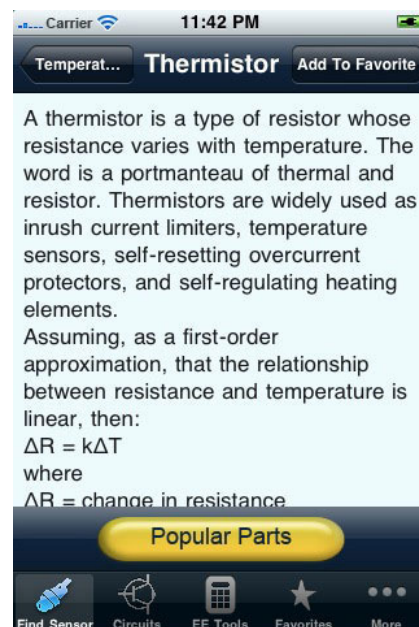 Carrier 11:42 PM
Temperat... Thermistor Add To Favorite
A thermistor is a type of resistor whose
resistance varies with temperature. The
word is a portmanteau of thermal and
resistor. Thermistors are widely used as
inrush current limiters, temperature
sensors, self-resetting overcurrent
protectors, and self-regulating heating
elements.
Assuming, as a first-order
approximation, that the relationship
between resistance and temperature is
linear, then:
ΔR = kΔT
where
ΔR = change in resistance
Popular Parts
Find Sensor Circuits EE Tools Favorites More